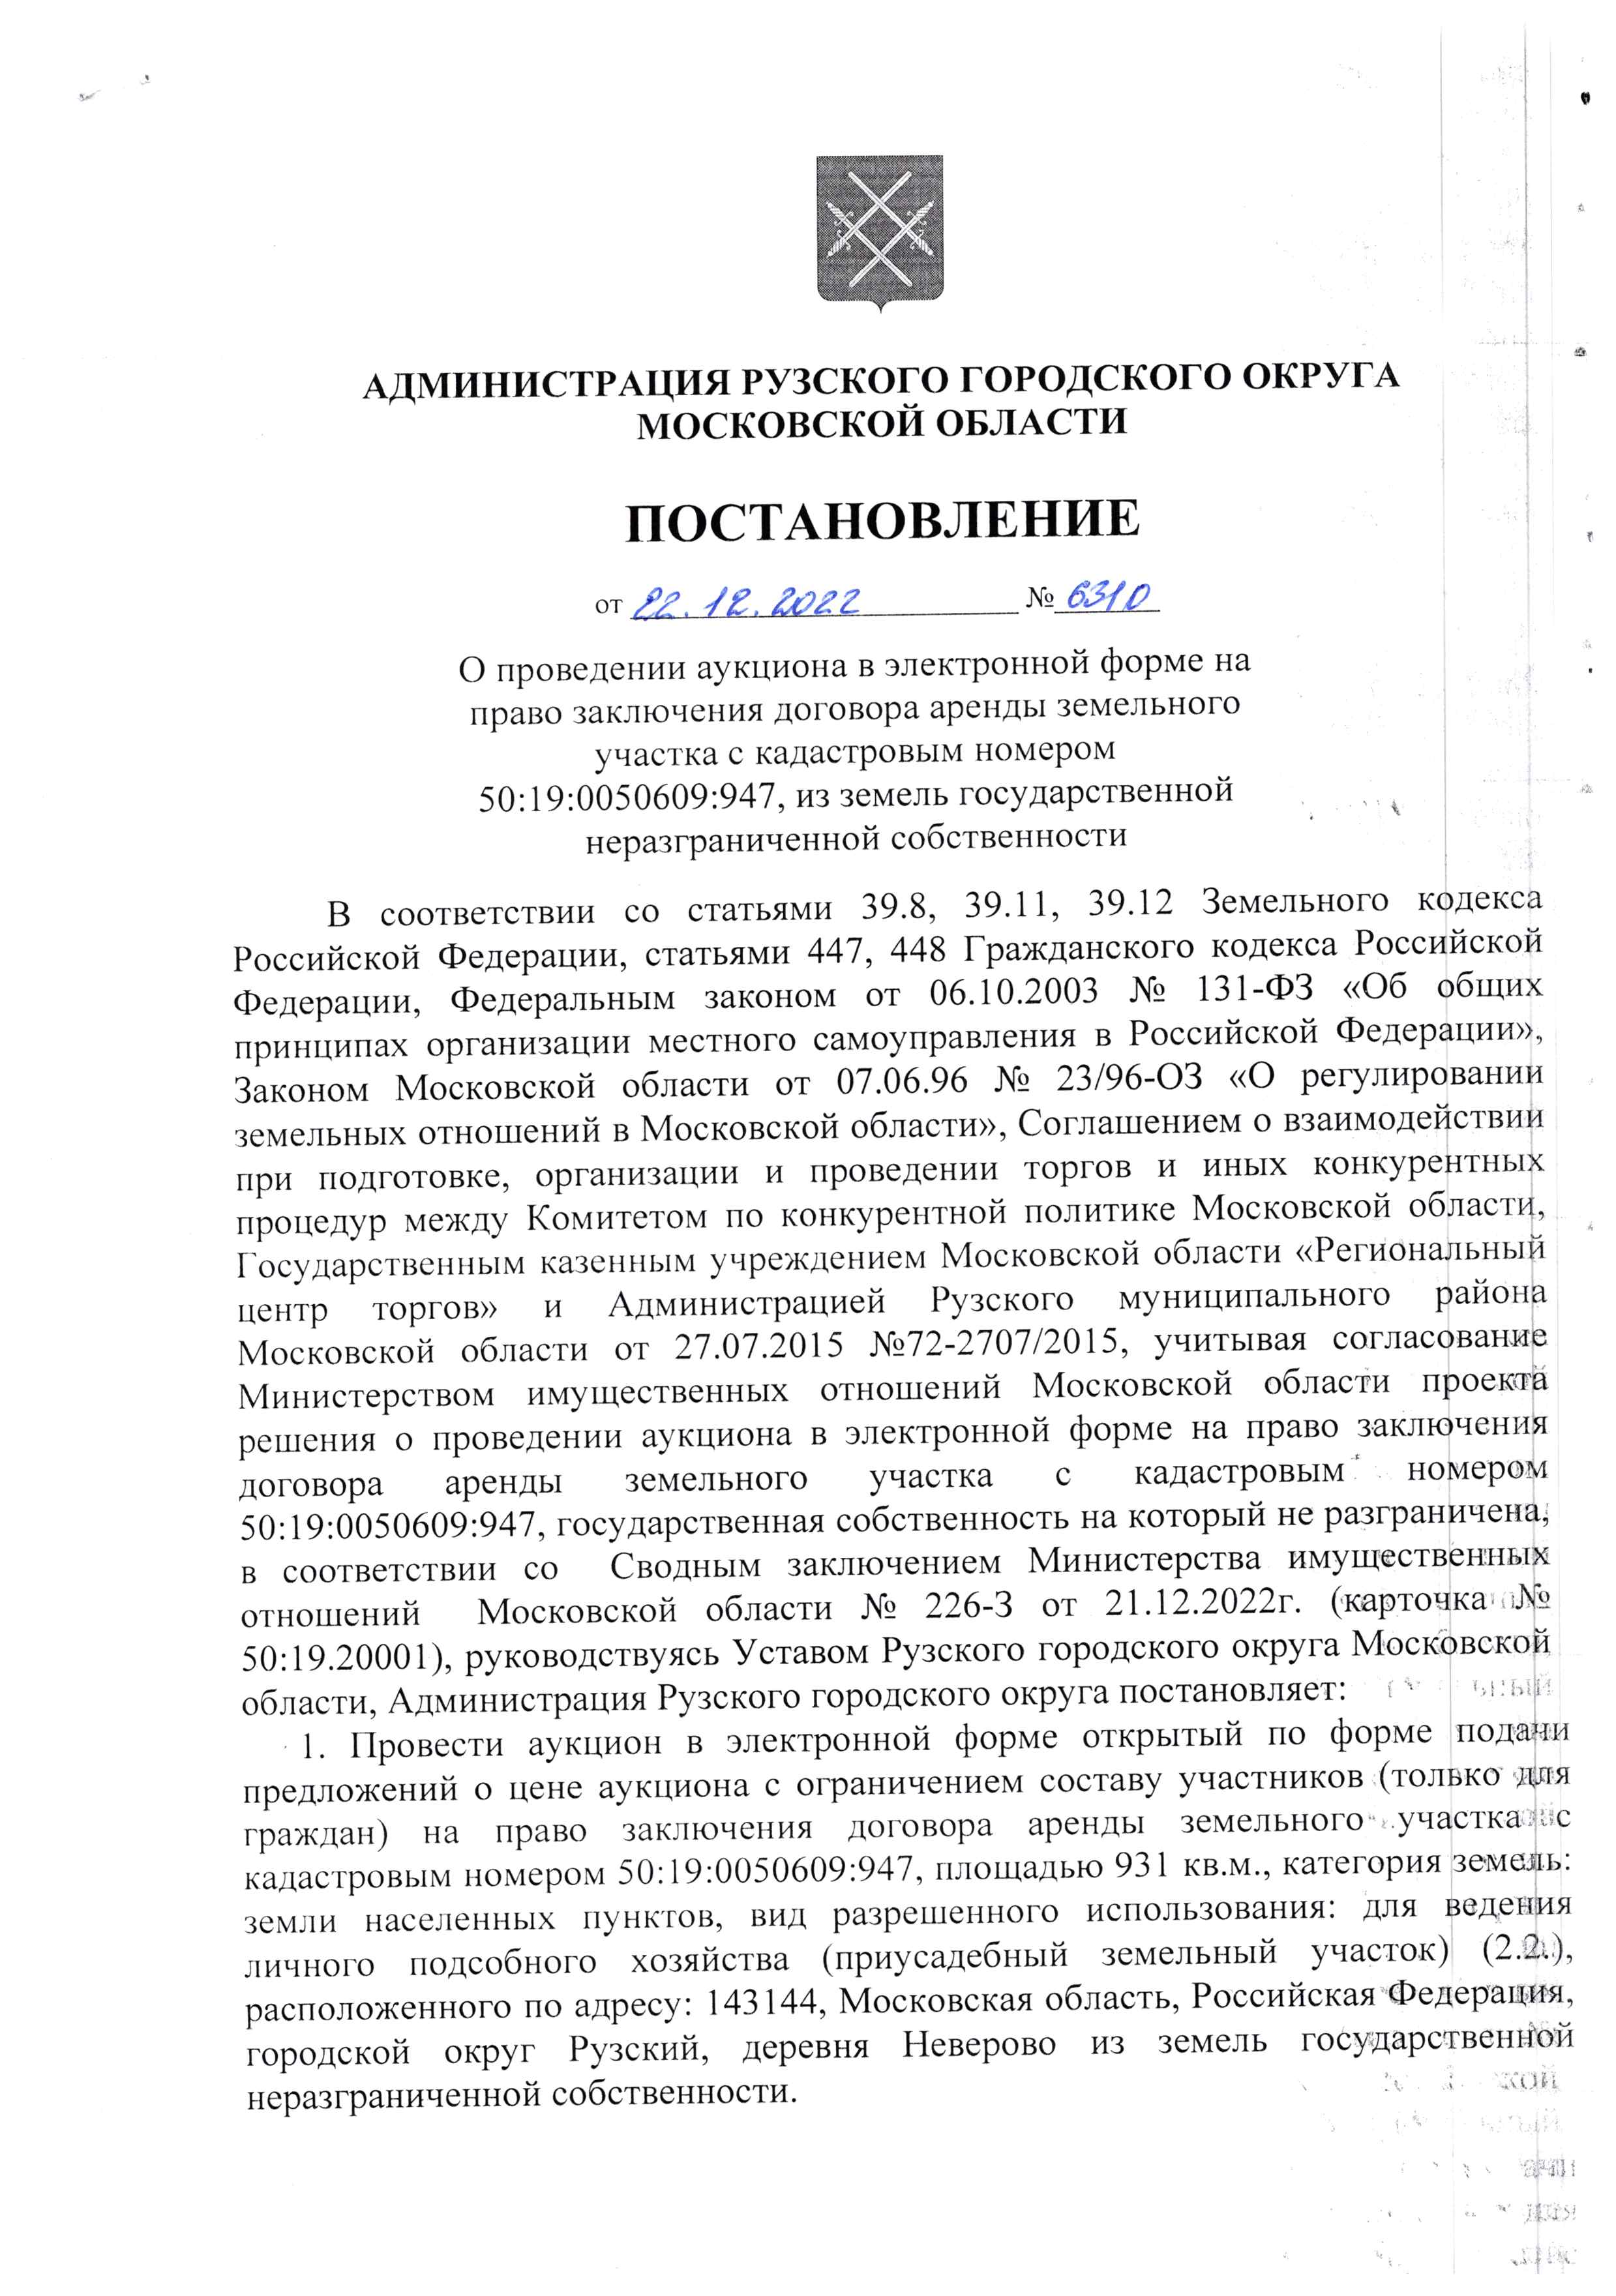 АДМИНИСТРАЦИЯ РУЗСКОГО ГОРОДСКОГО ОКРУГА
МОСКОВСКОЙ ОБЛАСТИ
ПОСТАНОВЛЕНИЕ
от 22.12.2022 № 6310
О проведении аукциона в электронной форме на
право заключения договора аренды земельного
участка с кадастровым номером
50:19:0050609:947, из земель государственной
неразграниченной собственности
В соответствии со статьями 39.8, 39.11, 39.12 Земельного кодекса
Российской Федерации, статьями 447, 448 Гражданского кодекса Российской
Федерации, Федеральным законом от 06.10.2003 № 131-ФЗ «Об общих
принципах организации местного самоуправления в Российской Федерации»,
Законом Московской области от 07.06.96 № 23/96-ОЗ «О регулировании
земельных отношений в Московской области», Соглашением о взаимодействии
при подготовке, организации и проведении торгов и иных конкурентных
процедур между Комитетом по конкурентной политике Московской области,
Государственным казенным учреждением Московской области «Региональный
центр торгов» и Администрацией Рузского муниципального района
Московской области от 27.07.2015 №72-2707/2015, учитывая согласование
Министерством имущественных отношений Московской области проекта
решения о проведении аукциона в электронной форме на право заключения
договора аренды земельного участка с кадастровым номером
50:19:0050609:947, государственная собственность на который не разграничена,
в соответствии со Сводным заключением Министерства имущественных
отношений Московской области № 226-З от 21.12.2022г. (карточка №
50:19.20001), руководствуясь Уставом Рузского городского округа Московской
области, Администрация Рузского городского округа постановляет:
1. Провести аукцион в электронной форме открытый по форме подачи
предложений о цене аукциона с ограничением составу участников (только для
граждан) на право заключения договора аренды земельного участка с
кадастровым номером 50:19:0050609:947, площадью 931 кв.м., категория земель:
земли населенных пунктов, вид разрешенного использования: для ведения
личного подсобного хозяйства (приусадебный земельный участок) (2.2.),
расположенного по адресу: 143144, Московская область, Российская Федерация,
городской округ Рузский, деревня Неверово из земель государственной
неразграниченной собственности.